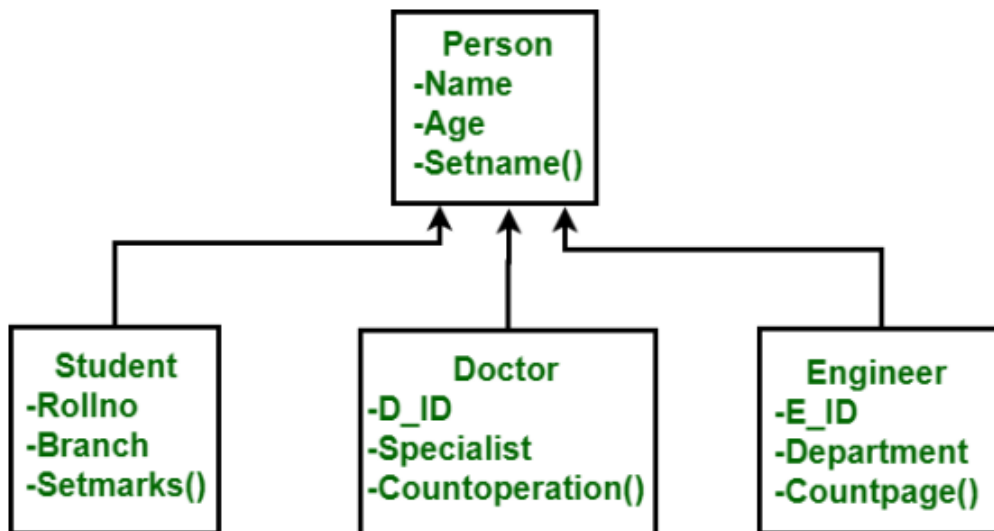 Person
-Name
-Age
-Setname()
Student
-Rollno
-Branch
-Setmarks()
Doctor
-D_ID
-Specialist
-Countoperation()
Engineer
-E_ID
-Department
-Countpage()